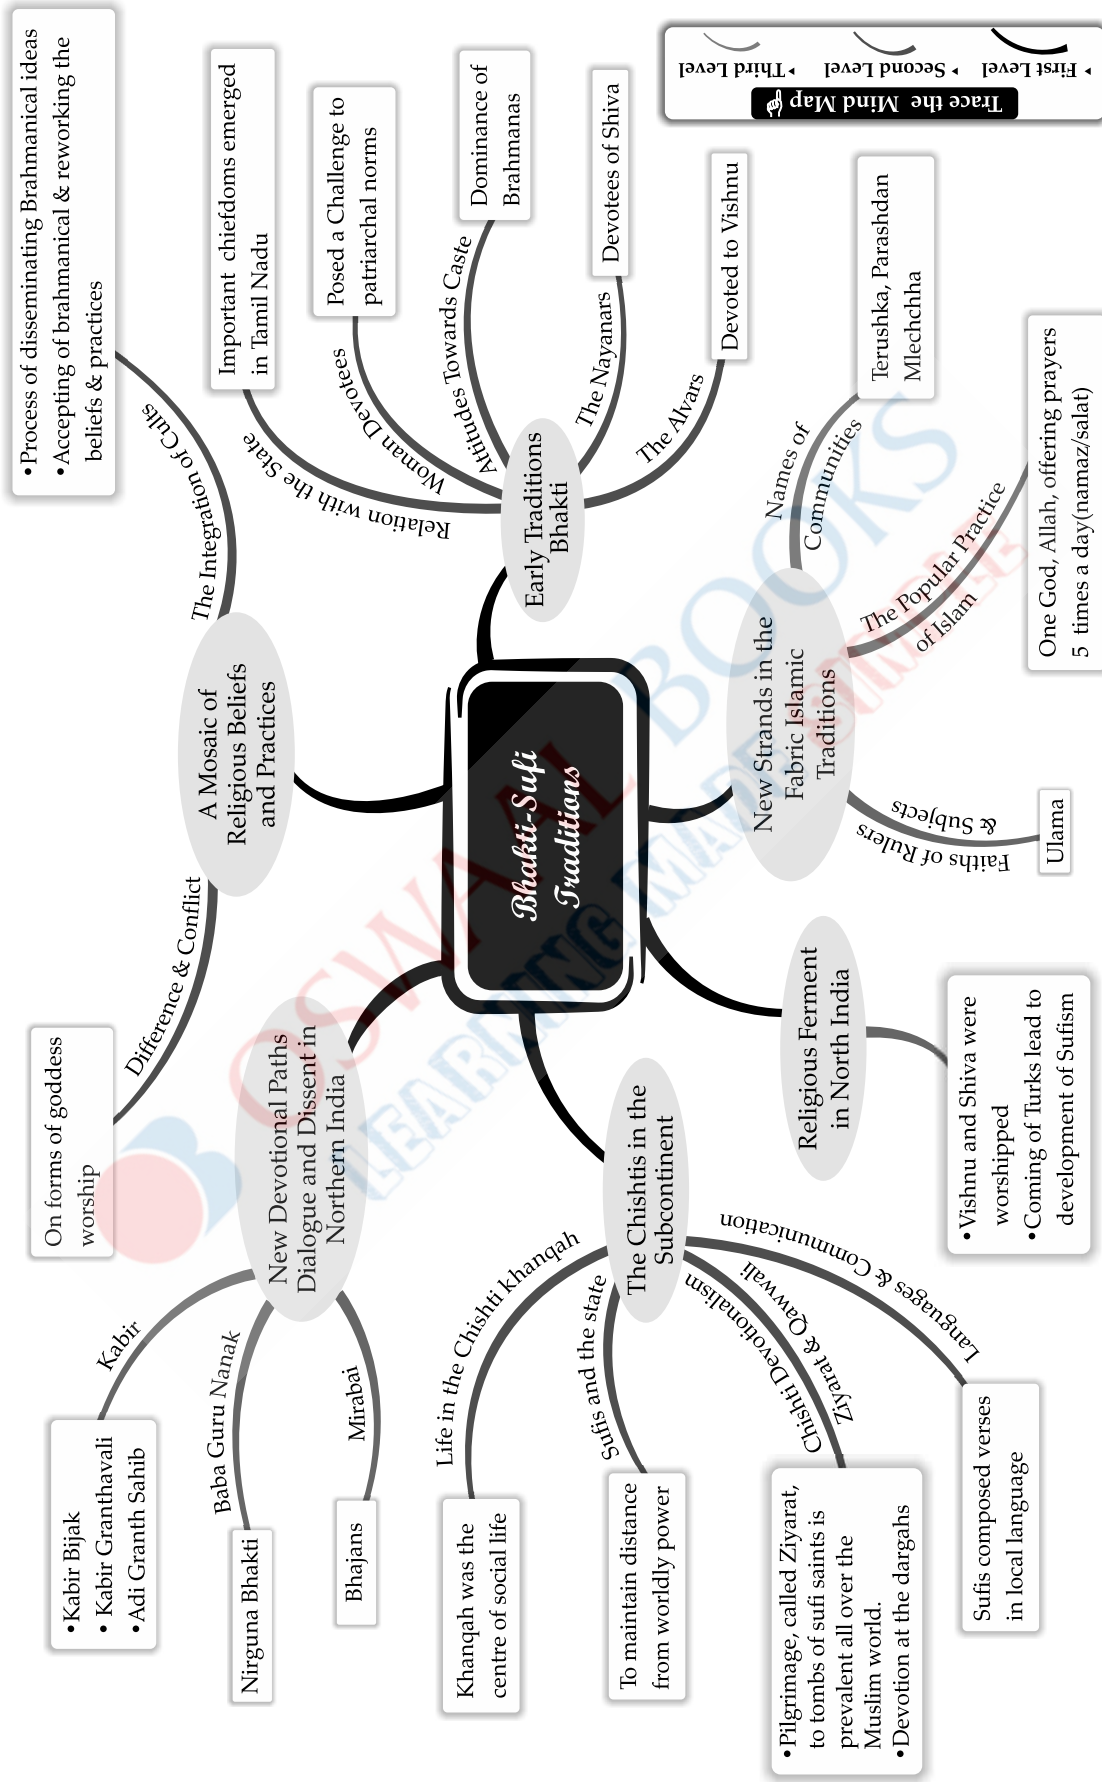 Bhakti-Sufi
Traditions
A Mosaic of
Religious Beliefs
and Practices
The Integration of Cults
•Process of disseminating Brahmanical ideas
•Accepting of brahmanical & reworking the
beliefs & practices
Difference & Conflict
On forms of goddess
worship
Early Traditions
Bhakti
Relation with the State
Important chiefdoms emerged
in Tamil Nadu
Woman Devotaes
Posed a Challenge to
patriarchal norms
Attitudes Towards Caste
Dominance of
Brahmanas
The Nayanars
Devotees of Shiva
The Alvars
Devoted to Vishnu
New Strands in the
Fabric Islamic
Traditions
Names of
Communities
Terushka, Parashdan
Mlechchha
The Popular Practice
of Islam
One God, Allah, offering prayers
5 times a day(namaz/salat)
Faiths of Rulers
& Subjects
Ulama
Religious Ferment
in North India
• Vishnu and Shiva were
worshipped
•Coming of Turks lead to
development of Sufism
The Chishtis in the
Subcontinent
Life in the Chishti khanqah
Khanqah was the
centre of social life
Sufis and the state
To maintain distance
from worldly power
Chishti Devotionalism
Ziyarat & Qawwali
•Pilgrimage, called Ziyarat,
to tombs of sufi saints is
prevalent all over the
Muslim world.
•Devotion at the dargahs
Languages & Communication
Sufis composed verses
in local language
New Devotional Paths
Dialogue and Dissent in
Northern India
Kabir
•Kabir Bijak
• Kabir Granthavali
•Adi Granth Sahib
Baba Guru Nanak
Nirguna Bhakti
Mirabai
Bhajans
Trace the Mind Map
• First Level
• Second Level
• Third Level
OSWAAL BOOKS
LEARNING MADE SIMPLE